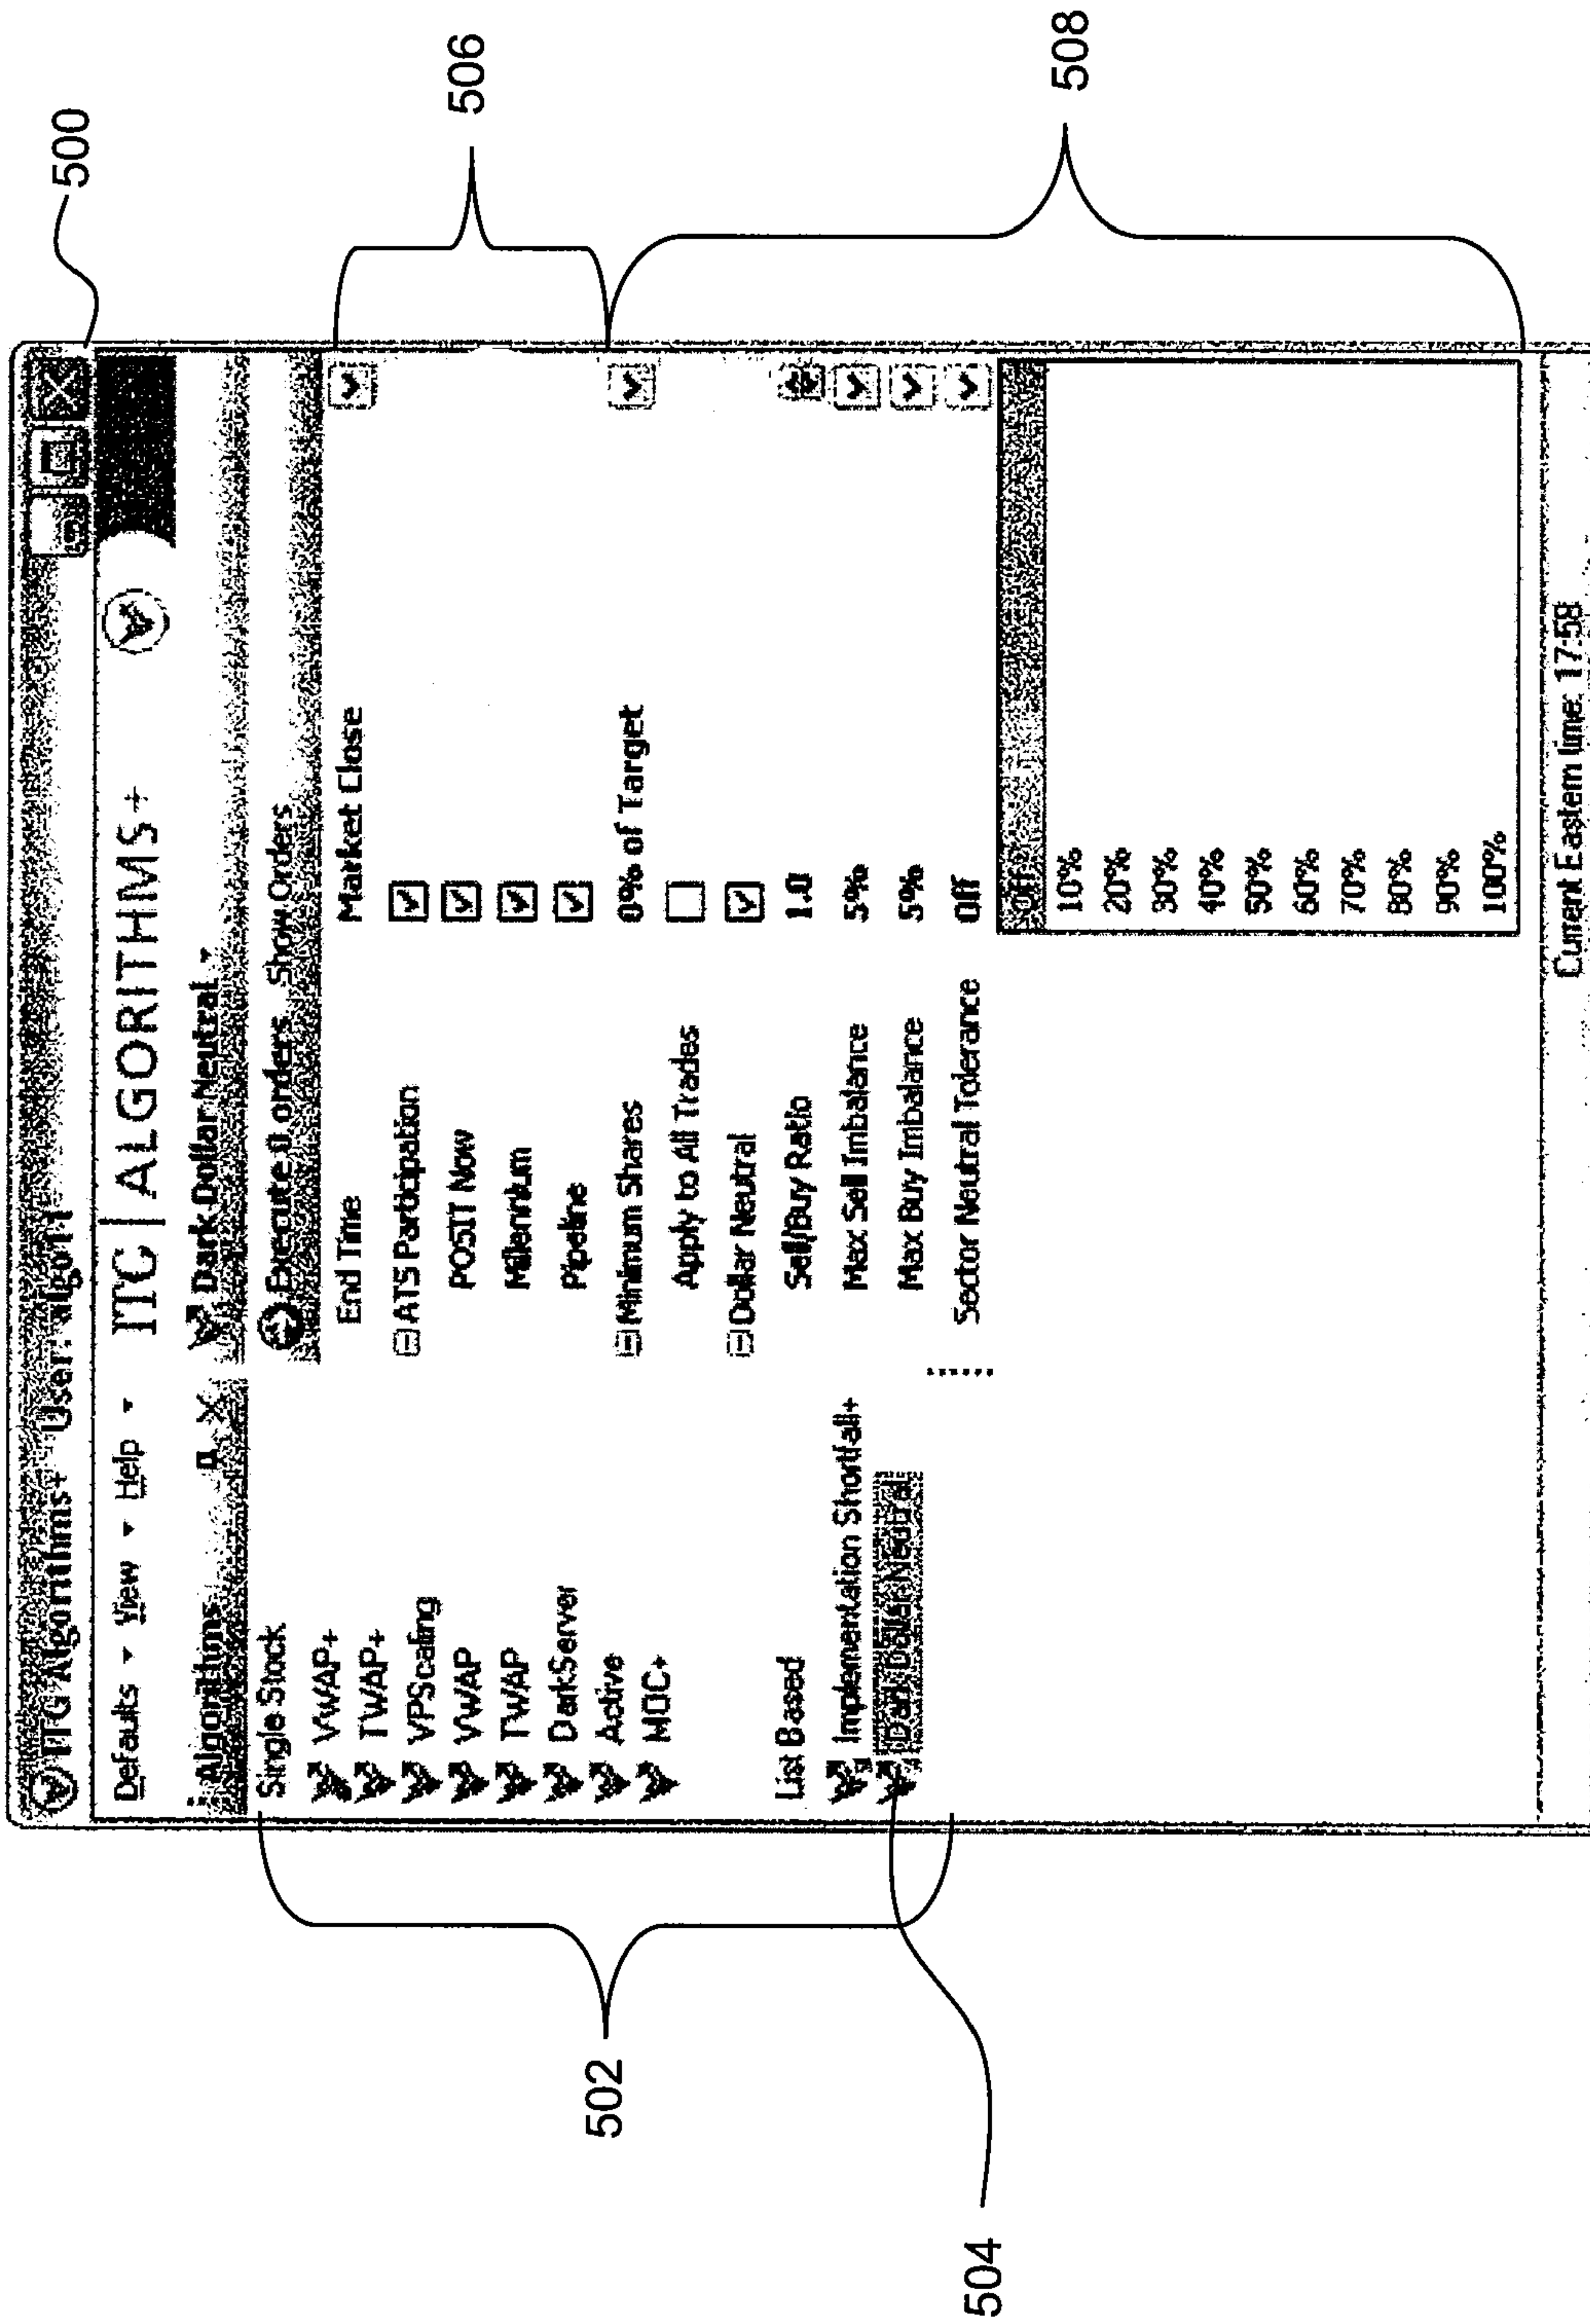 500
ITG Algorithms+ User: algo11
Defaults View Help ITG | ALGORITHMS+
Algorithms Dark Dollar Neutral
Execute 0 orders Show Orders
Single Stock
VWAP+
TWAP+
VPScaling
VWAP
TWAP
DarkServer
Active
MOC+
List Based
Implementation Shortfall+
Dark Dollar Neutral
End Time Market Close
ATS Participation
POSIT Now
Millennium
Pipeline
Minimum Shares 0% of Target
Apply to All Trades
Dollar Neutral
Sell/Buy Ratio 1.0
Max Sell Imbalance 5%
Max Buy Imbalance 5%
Sector Neutral Tolerance Off
Off
10%
20%
30%
40%
50%
60%
70%
80%
90%
100%
Current Eastern time: 17:58
502
504
506
508